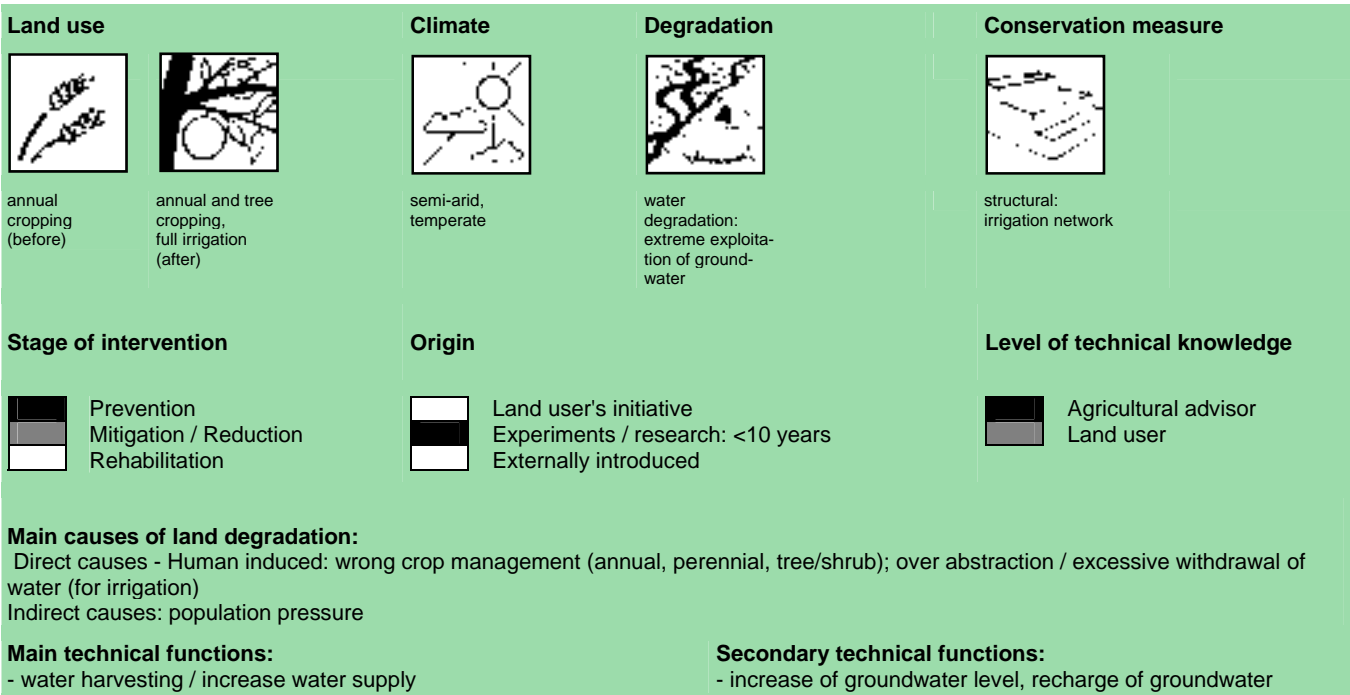 Land use
Climate
Degradation
Conservation measure
annual
cropping
(before)
annual and tree
cropping,
full irrigation
(after)
semi-arid,
temperate
water
degradation:
extreme exploita-
tion of ground-
water
structural:
irrigation network
Stage of intervention
Origin
Level of technical knowledge
Prevention
Mitigation / Reduction
Rehabilitation
Land user's initiative
Experiments / research: <10 years
Externally introduced
Agricultural advisor
Land user
Main causes of land degradation:
Direct causes - Human induced: wrong crop management (annual, perennial, tree/shrub); over abstraction / excessive withdrawal of
water (for irrigation)
Indirect causes: population pressure
Main technical functions:
- water harvesting / increase water supply
Secondary technical functions:
- increase of groundwater level, recharge of groundwater